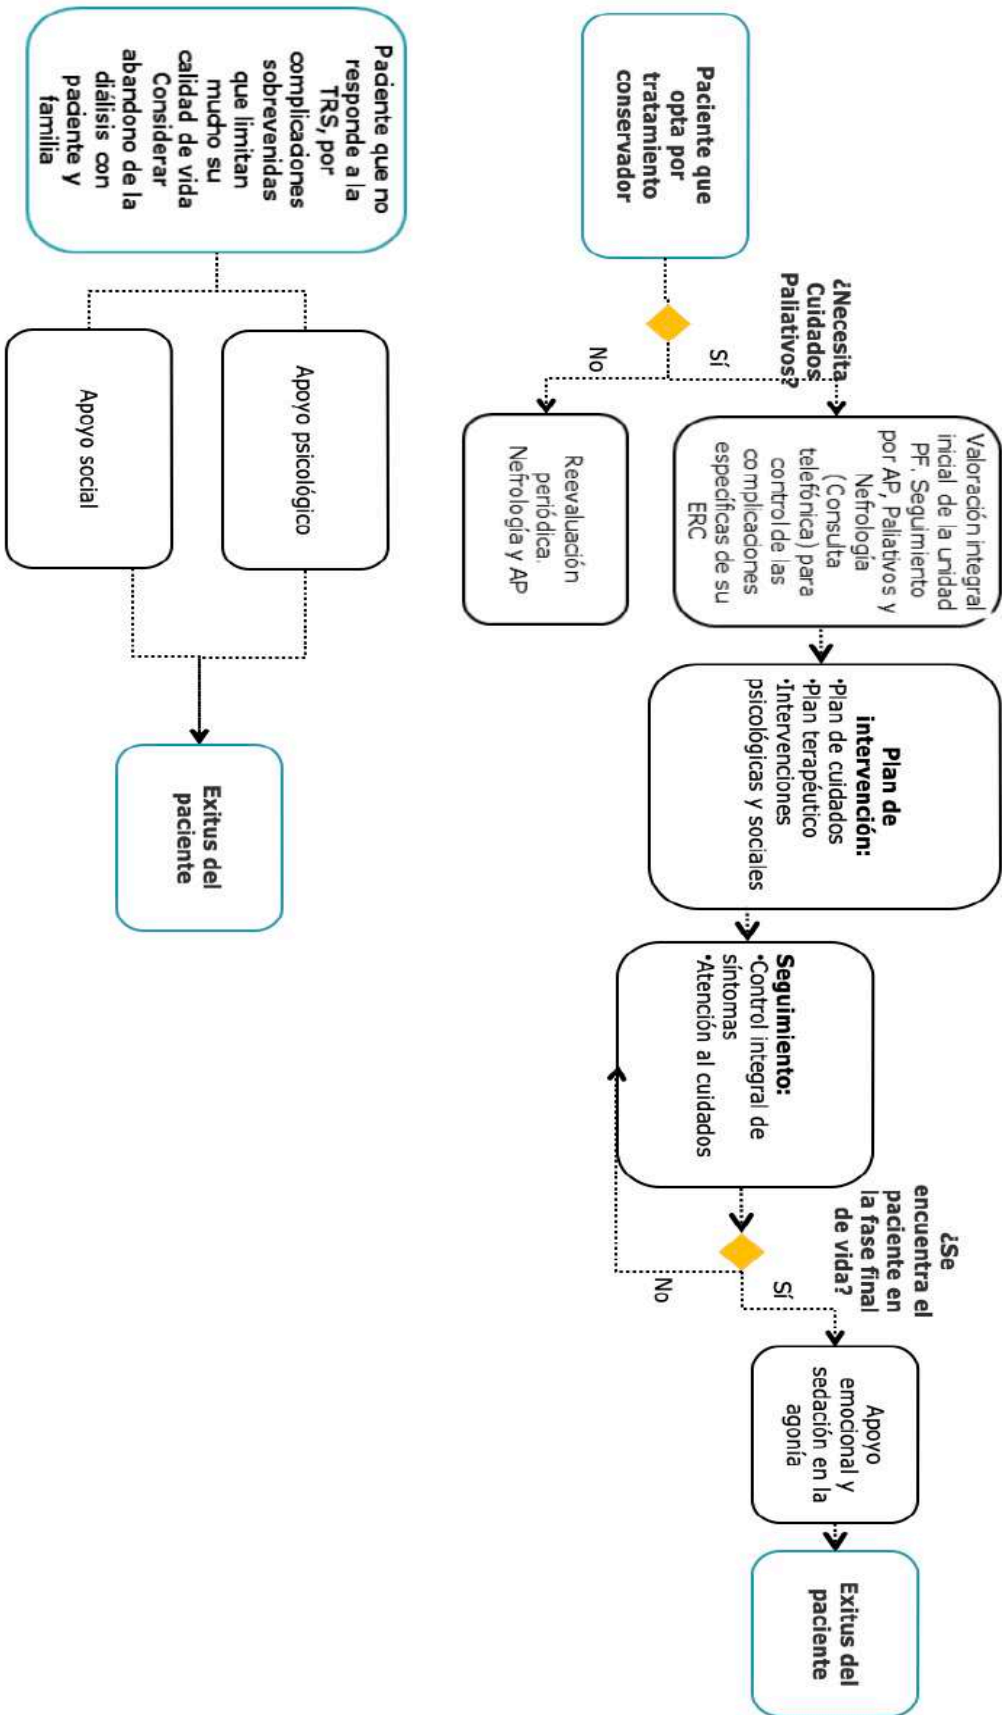 Paciente que
opta por
tratamiento
conservador
¿Necesita
Cuidados
Paliativos?
Sí
No
Valoración integral
inicial de la unidad
PF. Seguimiento
por AP, Paliativos y
Nefrología
(Consulta
telefónica) para
control de las
complicaciones
específicas de su
ERC
Reevaluación
periódica.
Nefrología y AP
Plan de
intervención:
•Plan de cuidados
•Plan terapéutico
•Intervenciones
psicológicas y sociales
Seguimiento:
•Control integral de
síntomas
•Atención al cuidados
¿Se
encuentra el
paciente en
la fase final
de vida?
Sí
No
Apoyo
emocional y
sedación en la
agonía
Exitus del
paciente
Paciente que no
responde a la
TRS, por
complicaciones
sobrevenidas
que limitan
mucho su
calidad de vida
Considerar
abandono de la
diálisis con
paciente y
familia
Apoyo psicológico
Apoyo social
Exitus del
paciente